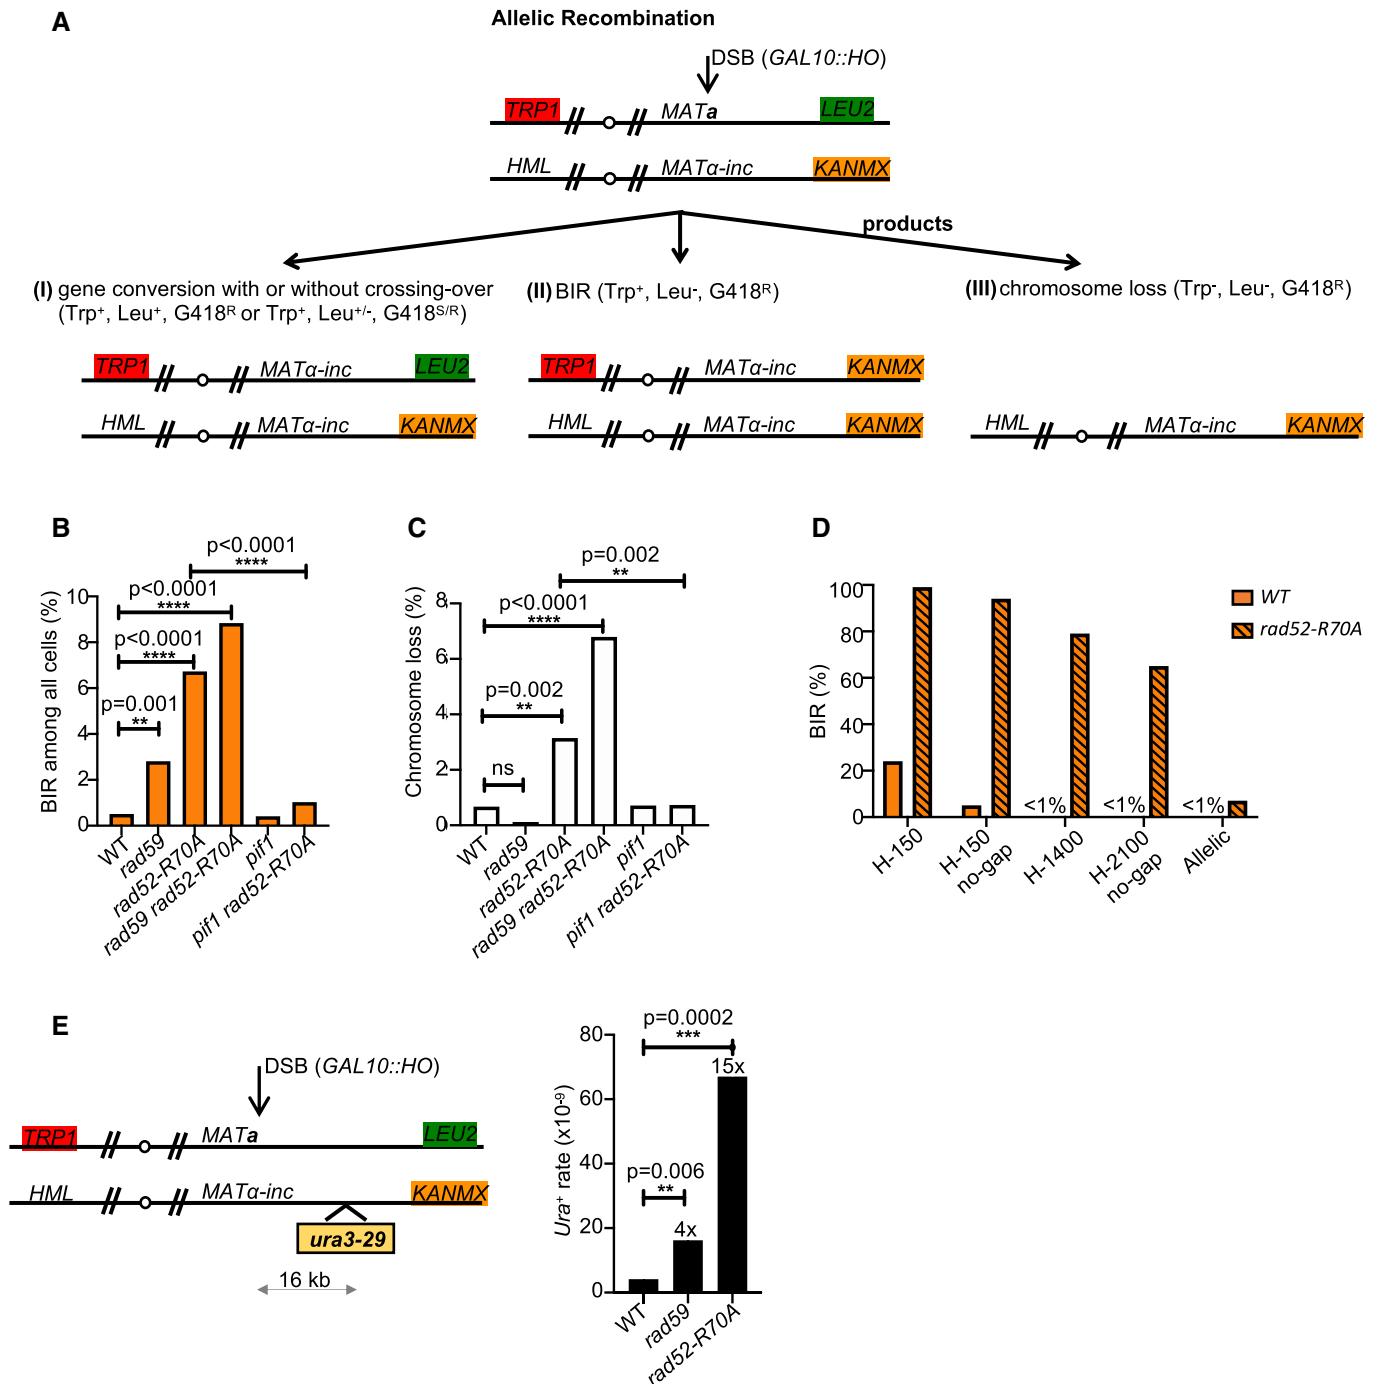 A
Allelic Recombination
DSB (GAL10::HO)
TRP1 MATa LEU2
HML MATα-inc KANMX
products
(I) gene conversion with or without crossing-over
(Trp⁺, Leu⁺, G418ᴿ or Trp⁺, Leu⁺/⁻, G418ˢ/ᴿ)
TRP1 MATα-inc LEU2
HML MATα-inc KANMX
(II) BIR (Trp⁺, Leu⁻, G418ᴿ)
TRP1 MATα-inc KANMX
HML MATα-inc KANMX
(III) chromosome loss (Trp⁻, Leu⁻, G418ᴿ)
HML MATα-inc KANMX
B
p<0.0001
****
p<0.0001
****
p<0.0001
****
p=0.001
**
BIR among all cells (%)
10
8
6
4
2
0
WT
rad59
rad52-R70A
rad59 rad52-R70A
pif1
pif1 rad52-R70A
C
p=0.002
**
p<0.0001
****
p=0.002
**
ns
Chromosome loss (%)
8
6
4
2
0
WT
rad59
rad52-R70A
rad59 rad52-R70A
pif1
pif1 rad52-R70A
D
BIR (%)
100
80
60
40
20
0
<1% <1% <1%
H-150
H-150
no-gap
H-1400
H-2100
no-gap
Allelic
WT
rad52-R70A
E
DSB (GAL10::HO)
TRP1 MATa LEU2
HML MATα-inc KANMX
ura3-29
16 kb
p=0.0002
***
15x
p=0.006
**
4x
Ura⁺ rate (x10⁻⁹)
80
60
40
20
0
WT
rad59
rad52-R70A